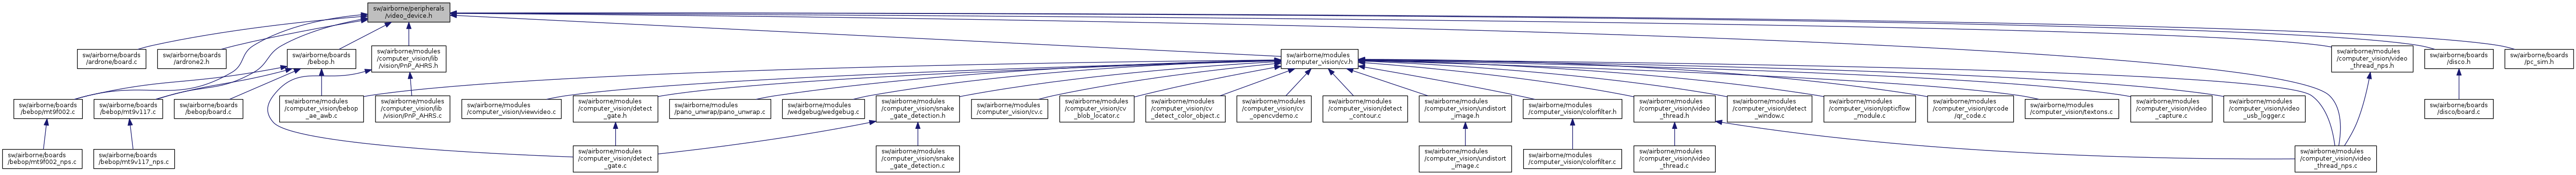 sw/airborne/peripherals
/video_device.h
sw/airborne/boards
/ardrone/board.c
sw/airborne/boards
/ardrone2.h
sw/airborne/boards
/bebop.h
sw/airborne/modules
/computer_vision/lib
/vision/PnP_AHRS.h
sw/airborne/modules
/computer_vision/cv.h
sw/airborne/modules
/computer_vision/video
_thread_nps.h
sw/airborne/boards
/disco.h
sw/airborne/boards
/pc_sim.h
sw/airborne/boards
/bebop/mt9f002.c
sw/airborne/boards
/bebop/mt9v117.c
sw/airborne/boards
/bebop/board.c
sw/airborne/modules
/computer_vision/bebop
_ae_awb.c
sw/airborne/modules
/computer_vision/lib
/vision/PnP_AHRS.c
sw/airborne/modules
/computer_vision/viewvideo.c
sw/airborne/modules
/computer_vision/detect
_gate.h
sw/airborne/modules
/pano_unwrap/pano_unwrap.c
sw/airborne/modules
/wedgebug/wedgebug.c
sw/airborne/modules
/computer_vision/snake
_gate_detection.h
sw/airborne/modules
/computer_vision/cv.c
sw/airborne/modules
/computer_vision/cv
_blob_locator.c
sw/airborne/modules
/computer_vision/cv
_detect_color_object.c
sw/airborne/modules
/computer_vision/cv
_opencvdemo.c
sw/airborne/modules
/computer_vision/detect
_contour.c
sw/airborne/modules
/computer_vision/undistort
_image.h
sw/airborne/modules
/computer_vision/colorfilter.h
sw/airborne/modules
/computer_vision/video
_thread.h
sw/airborne/modules
/computer_vision/detect
_window.c
sw/airborne/modules
/computer_vision/opticflow
_module.c
sw/airborne/modules
/computer_vision/qrcode
/qr_code.c
sw/airborne/modules
/computer_vision/textons.c
sw/airborne/modules
/computer_vision/video
_capture.c
sw/airborne/modules
/computer_vision/video
_usb_logger.c
sw/airborne/boards
/disco/board.c
sw/airborne/boards
/bebop/mt9f002_nps.c
sw/airborne/boards
/bebop/mt9v117_nps.c
sw/airborne/modules
/computer_vision/detect
_gate.c
sw/airborne/modules
/computer_vision/snake
_gate_detection.c
sw/airborne/modules
/computer_vision/undistort
_image.c
sw/airborne/modules
/computer_vision/colorfilter.c
sw/airborne/modules
/computer_vision/video
_thread.c
sw/airborne/modules
/computer_vision/video
_thread_nps.c